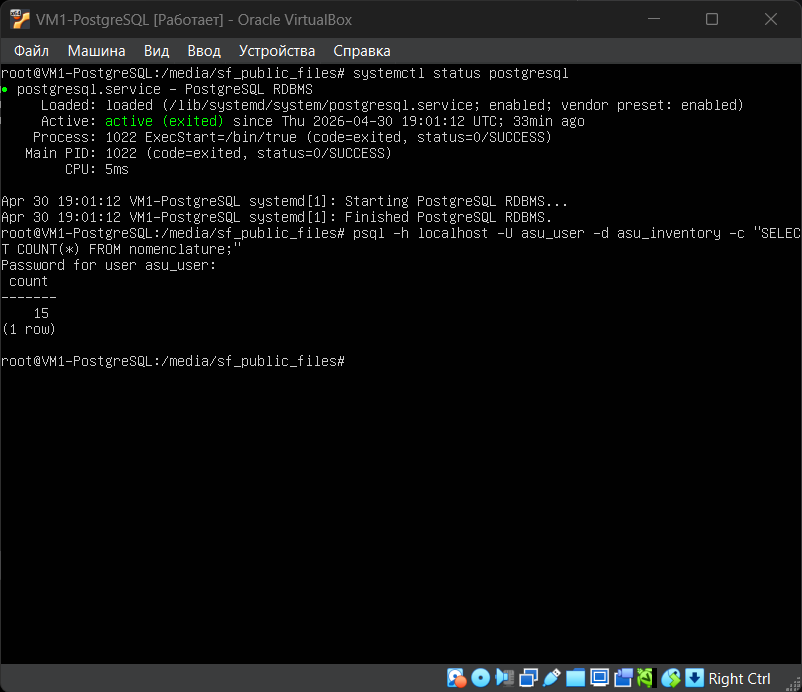 VM1-PostgreSQL [Работает] - Oracle VirtualBox
Файл Машина Вид Ввод Устройства Справка
root@VM1-PostgreSQL:/media/sf_public_files# systemctl status postgresql
● postgresql.service - PostgreSQL RDBMS
Loaded: loaded (/lib/systemd/system/postgresql.service; enabled; vendor preset: enabled)
Active: active (exited) since Thu 2026-04-30 19:01:12 UTC; 33min ago
Process: 1022 ExecStart=/bin/true (code=exited, status=0/SUCCESS)
Main PID: 1022 (code=exited, status=0/SUCCESS)
CPU: 5ms
Apr 30 19:01:12 VM1-PostgreSQL systemd[1]: Starting PostgreSQL RDBMS...
Apr 30 19:01:12 VM1-PostgreSQL systemd[1]: Finished PostgreSQL RDBMS.
root@VM1-PostgreSQL:/media/sf_public_files# psql -h localhost -U asu_user -d asu_inventory -c "SELEC
T COUNT(*) FROM nomenclature;"
Password for user asu_user:
count
-------
15
(1 row)
root@VM1-PostgreSQL:/media/sf_public_files#
Right Ctrl